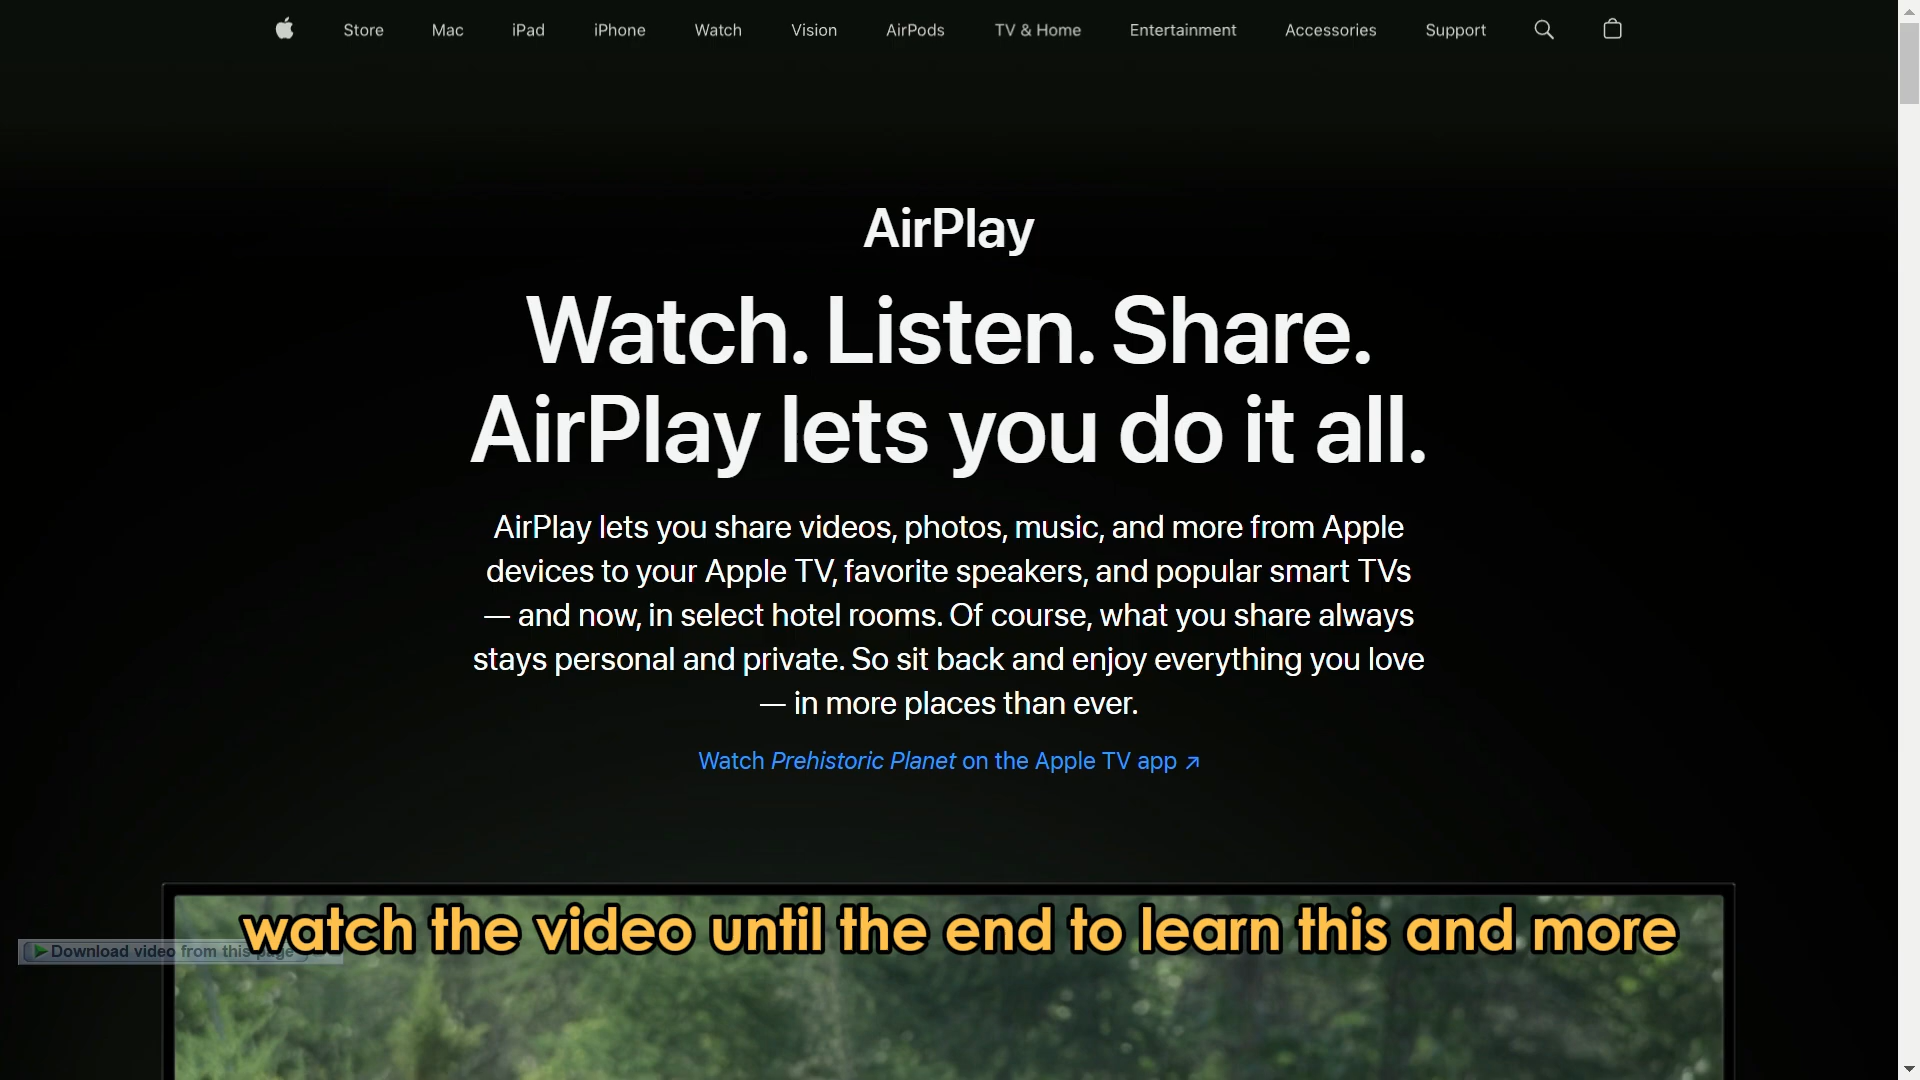 Store Mac iPad iPhone Watch Vision AirPods TV & Home Entertainment Accessories Support
AirPlay
Watch. Listen. Share.
AirPlay lets you do it all.
AirPlay lets you share videos, photos, music, and more from Apple
devices to your Apple TV, favorite speakers, and popular smart TVs
— and now, in select hotel rooms. Of course, what you share always
stays personal and private. So sit back and enjoy everything you love
— in more places than ever.
Watch Prehistoric Planet on the Apple TV app ↗
watch the video until the end to learn this and more
Download video from this page